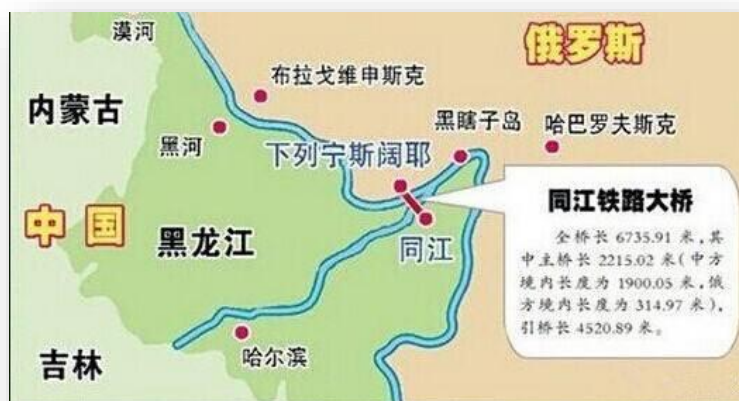 漠河
俄罗斯
布拉戈维申斯克
内蒙古
黑河
黑瞎子岛
哈巴罗夫斯克
下列宁斯阔耶
中国
黑龙江
同江
同江铁路大桥
全桥长 6735.91 米,其
中主桥长 2215.02 米(中方
境内长度为 1900.05 米,俄
方境内长度为 314.97 米),
引桥长 4520.89 米。
哈尔滨
吉林